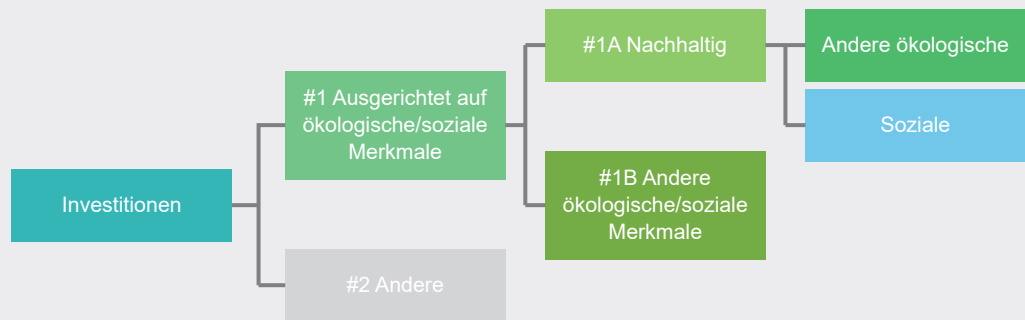 Investitionen
#1 Ausgerichtet auf
ökologische/soziale
Merkmale
#2 Andere
#1A Nachhaltig
#1B Andere
ökologische/soziale
Merkmale
Andere ökologische
Soziale